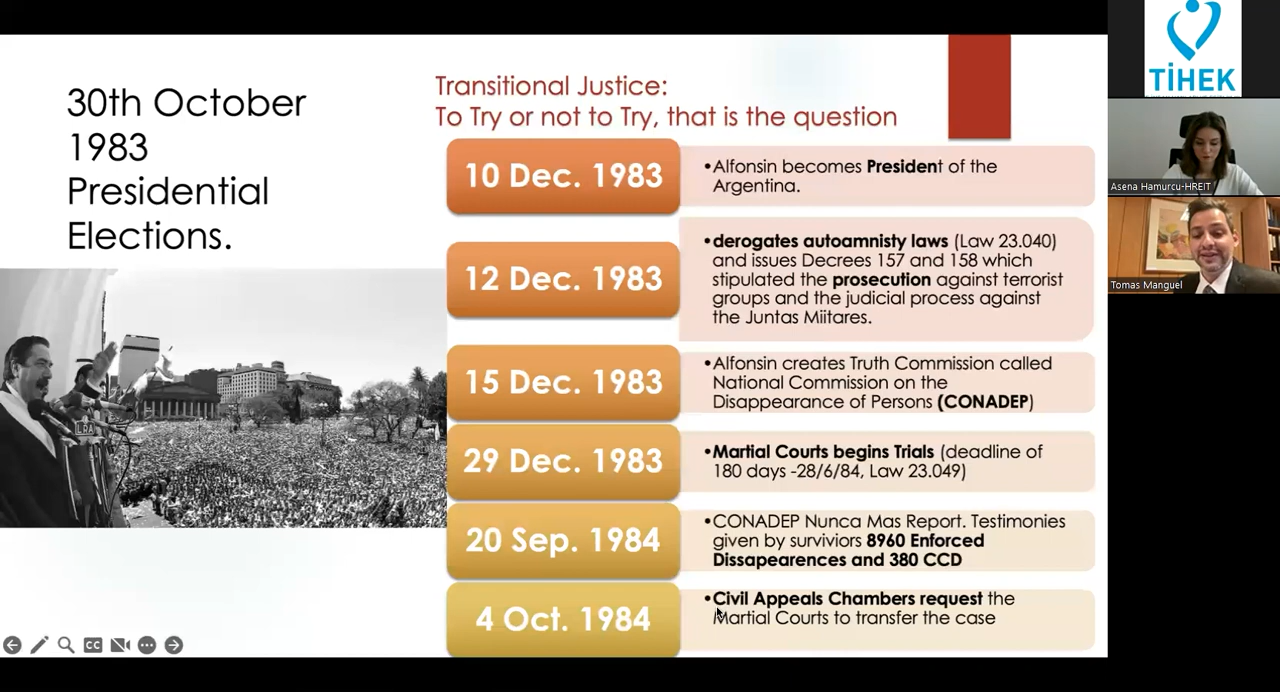 30th October
1983
Presidential
Elections.
Transitional Justice:
To Try or not to Try, that is the question
10 Dec. 1983
•Alfonsin becomes President of the
Argentina.
12 Dec. 1983
•derogates autoamnisty laws (Law 23.040)
and issues Decrees 157 and 158 which
stipulated the prosecution against terrorist
groups and the judicial process against
the Juntas Miitares.
15 Dec. 1983
•Alfonsin creates Truth Commission called
National Commission on the
Disappearance of Persons (CONADEP)
29 Dec. 1983
•Martial Courts begins Trials (deadline of
180 days -28/6/84, Law 23.049)
20 Sep. 1984
•CONADEP Nunca Mas Report. Testimonies
given by surviviors 8960 Enforced
Dissapearences and 380 CCD
4 Oct. 1984
•Civil Appeals Chambers request the
Martial Courts to transfer the case
LRA
CC
TİHEK
Asena Hamurcu-HREIT
Tomas Manguel